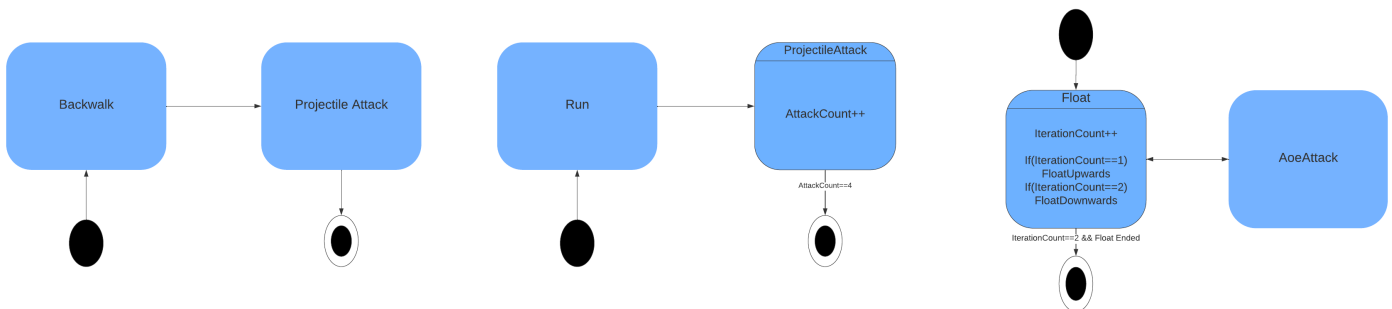 Backwalk
Projectile Attack
Run
ProjectileAttack
AttackCount++
AttackCount==4
Float
IterationCount++
If(IterationCount==1)
FloatUpwards
If(IterationCount==2)
FloatDownwards
IterationCount==2 && Float Ended
AoeAttack